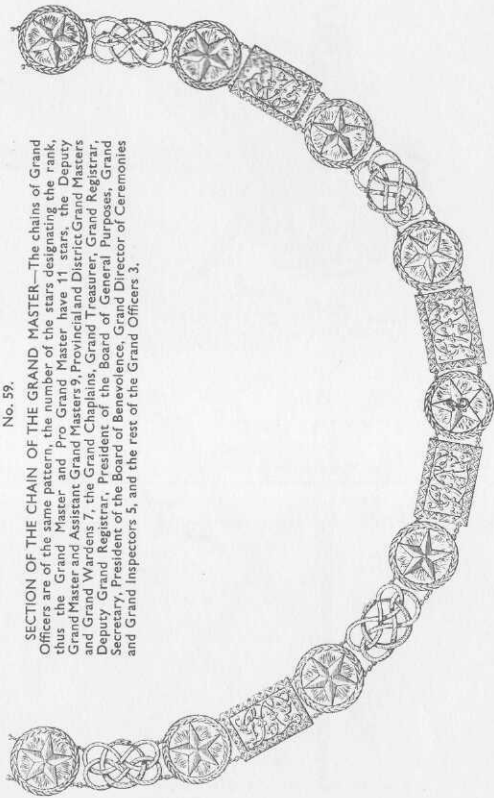 No. 59.
SECTION OF THE CHAIN OF THE GRAND MASTER—The chains of Grand
Officers are of the same pattern, the number of the stars designating the rank,
thus the Grand Master and Pro Grand Master have 11 stars, the Deputy
Grand Master and Assistant Grand Masters 9, Provincial and District Grand Masters
and Grand Wardens 7, the Grand Chaplains, Grand Treasurer, Grand Registrar,
Deputy Grand Registrar, President of the Board of General Purposes, Grand
Secretary, President of the Board of Benevolence, Grand Director of Ceremonies
and Grand Inspectors 5, and the rest of the Grand Officers 3.